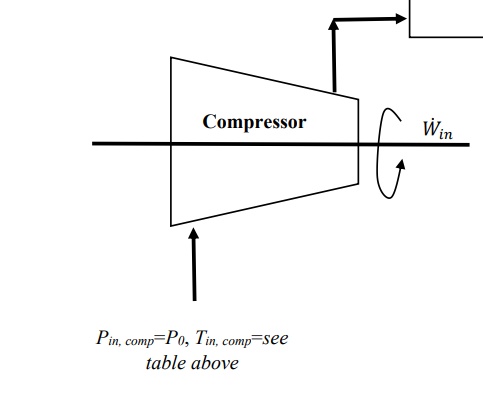 Compressor
Ẇin
Pin, comp=P0, Tin, comp=see
table above